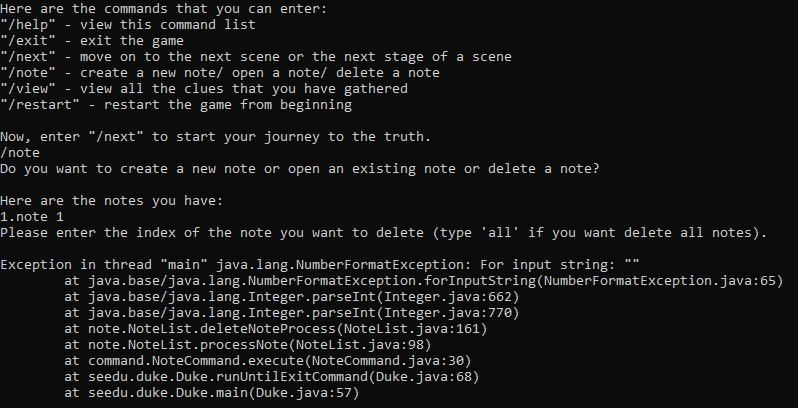 Here are the commands that you can enter:
"/help" - view this command list
"/exit" - exit the game
"/next" - move on to the next scene or the next stage of a scene
"/note" - create a new note/ open a note/ delete a note
"/view" - view all the clues that you have gathered
"/restart" - restart the game from beginning
Now, enter "/next" to start your journey to the truth.
/note
Do you want to create a new note or open an existing note or delete a note?
Here are the notes you have:
1.note 1
Please enter the index of the note you want to delete (type 'all' if you want delete all notes).
Exception in thread "main" java.lang.NumberFormatException: For input string: ""
at java.base/java.lang.NumberFormatException.forInputString(NumberFormatException.java:65)
at java.base/java.lang.Integer.parseInt(Integer.java:662)
at java.base/java.lang.Integer.parseInt(Integer.java:770)
at note.NoteList.deleteNoteProcess(NoteList.java:161)
at note.NoteList.processNote(NoteList.java:98)
at command.NoteCommand.execute(NoteCommand.java:30)
at seedu.duke.Duke.runUntilExitCommand(Duke.java:68)
at seedu.duke.Duke.main(Duke.java:57)